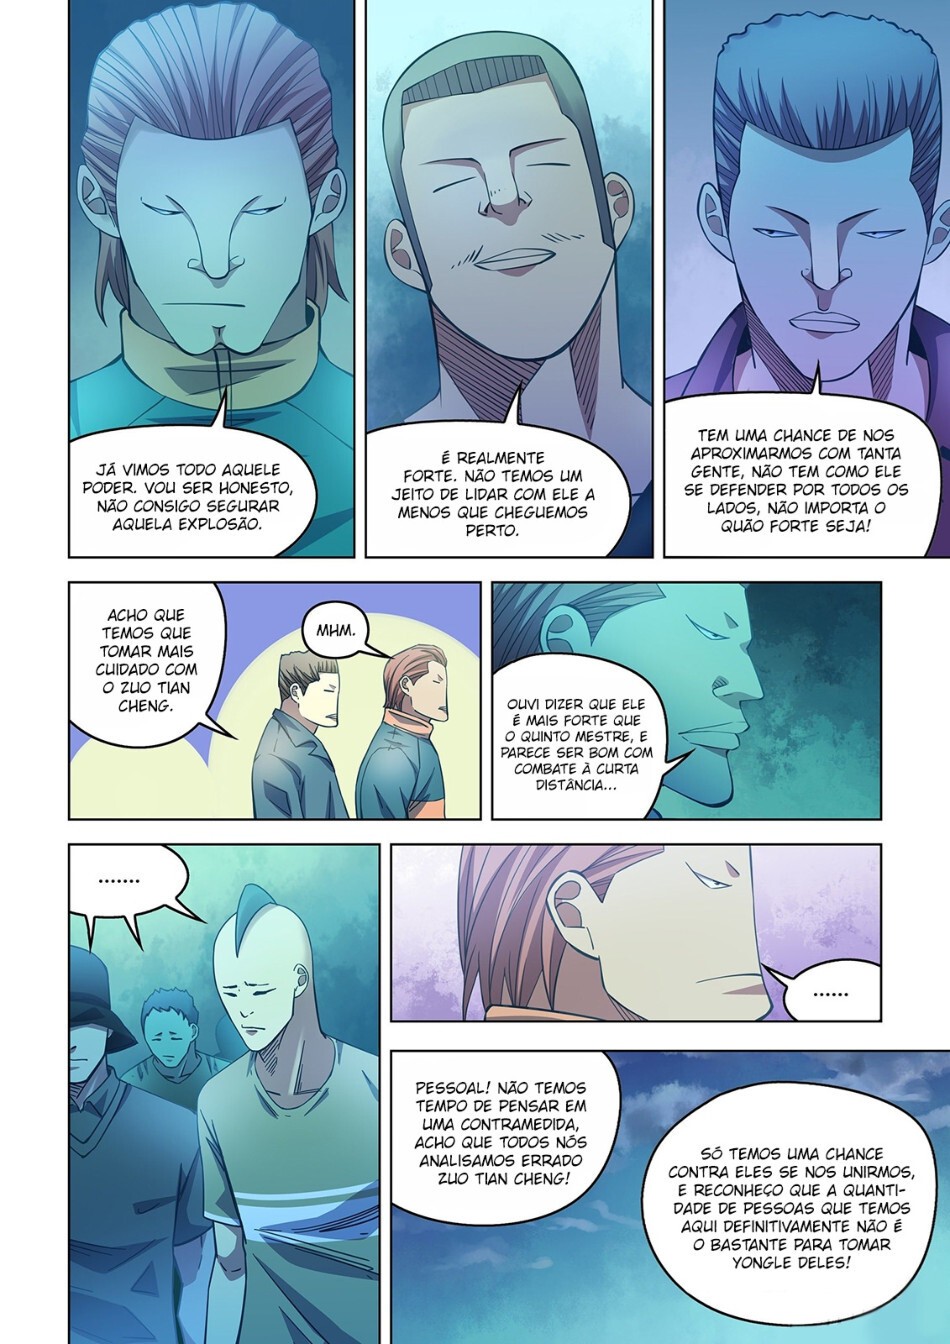 JÁ VIMOS TODO AQUELE
PODER. VOU SER HONESTO,
NÃO CONSIGO SEGURAR
AQUELA EXPLOSÃO.
É REALMENTE
FORTE. NÃO TEMOS UM
JEITO DE LIDAR COM ELE A
MENOS QUE CHEGUEMOS
PERTO.
TEM UMA CHANCE DE NOS
APROXIMARMOS COM TANTA
GENTE, NÃO TEM COMO ELE
SE DEFENDER POR TODOS OS
LADOS, NÃO IMPORTA O
QUÃO FORTE SEJA!
ACHO QUE
TEMOS QUE
TOMAR MAIS
CUIDADO COM
O ZUO TIAN
CHENG.
MHM.
OUVI DIZER QUE ELE
É MAIS FORTE QUE
O QUINTO MESTRE, E
PARECE SER BOM COM
COMBATE À CURTA
DISTÂNCIA...
.......
......
PESSOAL! NÃO TEMOS
TEMPO DE PENSAR EM
UMA CONTRAMEDIDA,
ACHO QUE TODOS NÓS
ANALISAMOS ERRADO
ZUO TIAN CHENG!
SÓ TEMOS UMA CHANCE
CONTRA ELES SE NOS UNIRMOS,
E RECONHEÇO QUE A QUANTI-
DADE DE PESSOAS QUE TEMOS
AQUI DEFINITIVAMENTE NÃO É
O BASTANTE PARA TOMAR
YONGLE DELES!